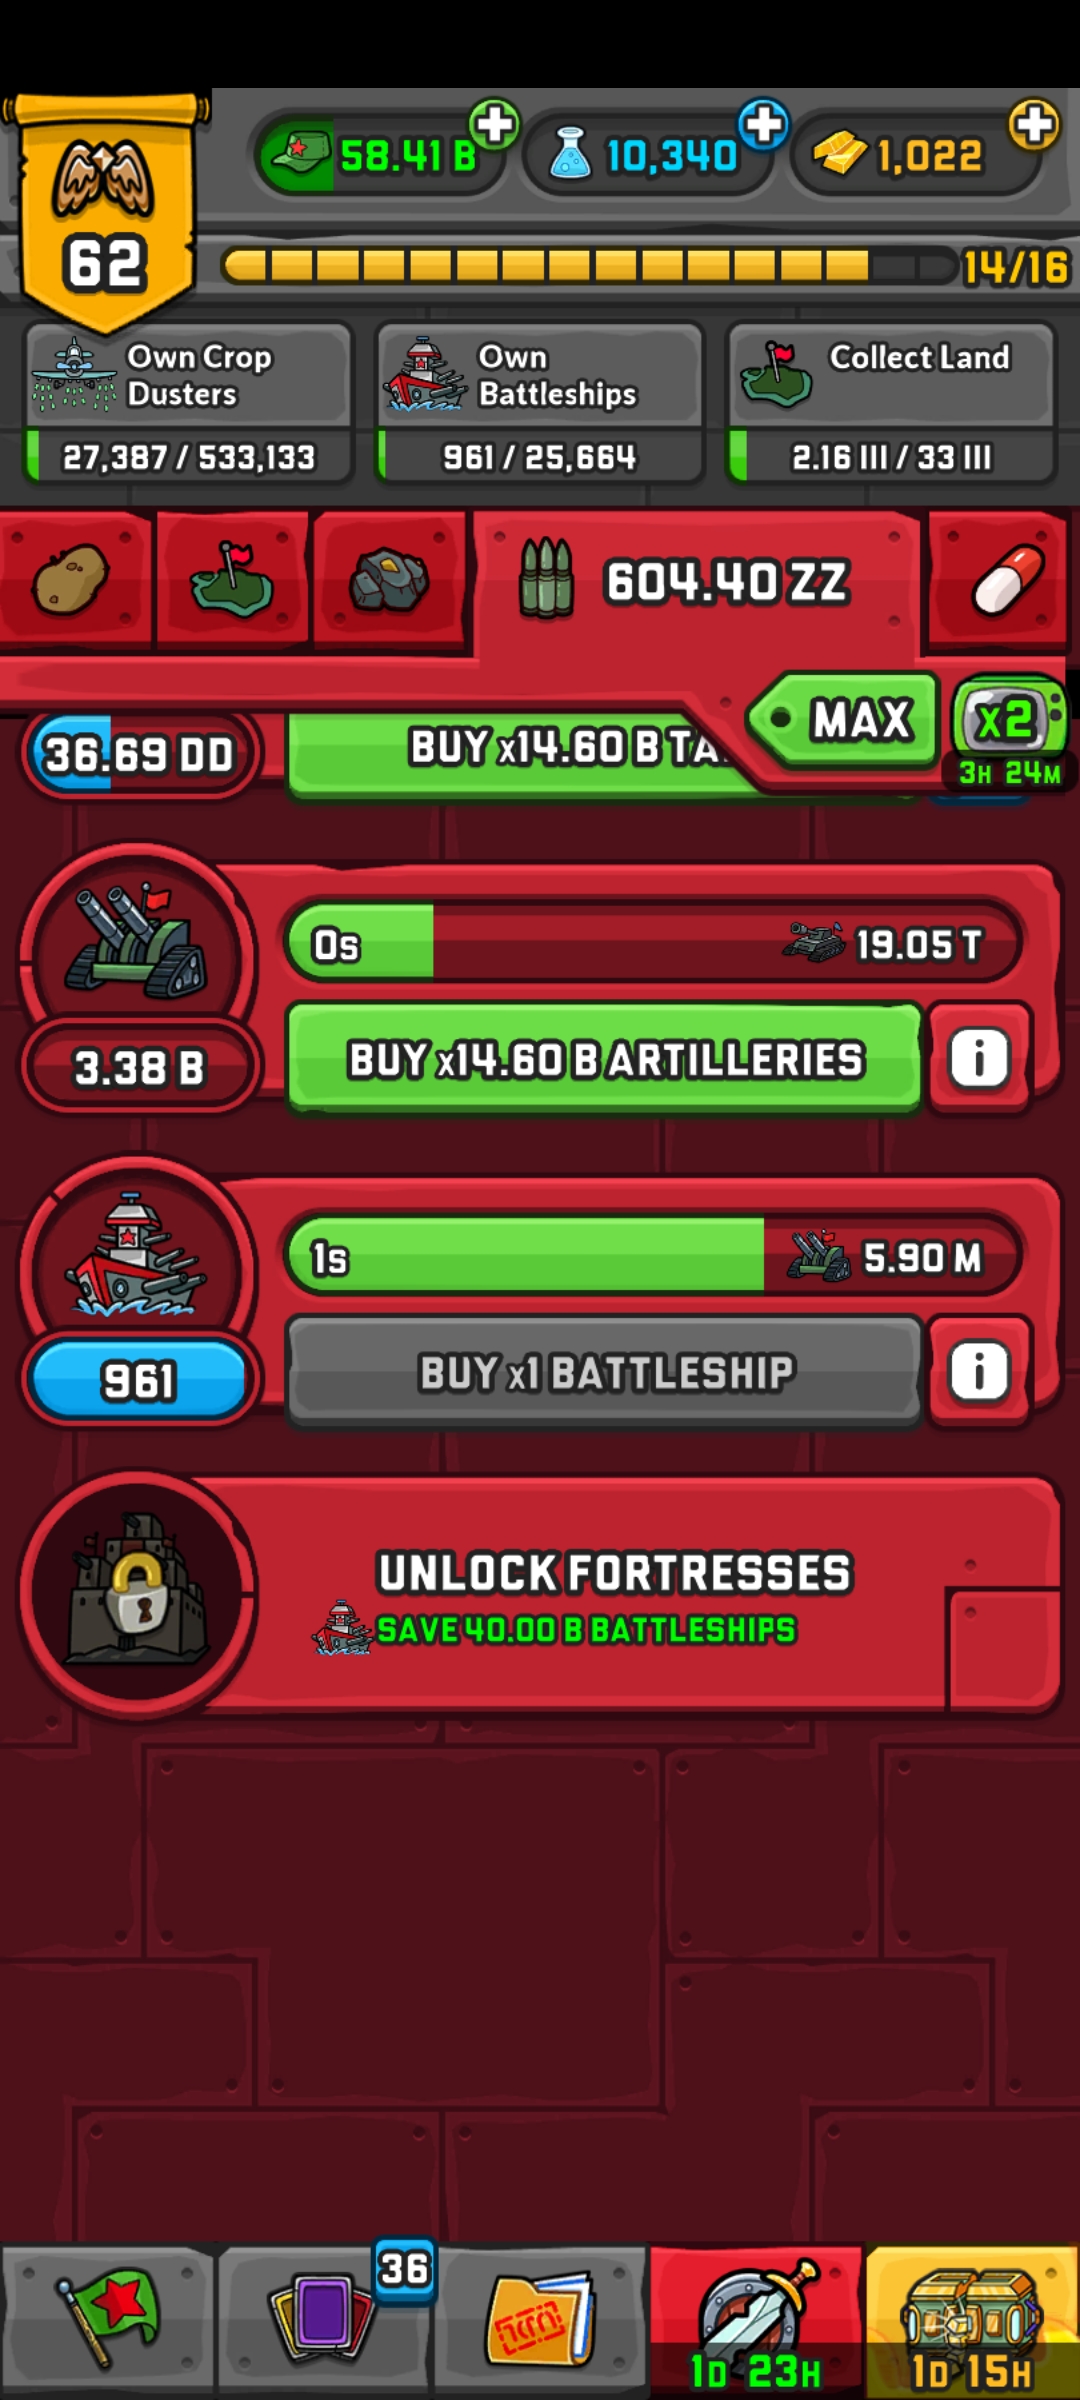 62
58.41 B
10,340
1,022
14/16
Own Crop
Dusters
27,387 / 533,133
Own
Battleships
961 / 25,664
Collect Land
2.16 III / 33 III
604.40 ZZ
MAX
x2
3H 24M
36.69 DD
BUY x14.60 B TA
0s
19.05 T
3.38 B
BUY x14.60 B ARTILLERIES
i
1s
5.90 M
961
BUY x1 BATTLESHIP
i
UNLOCK FORTRESSES
SAVE 40.00 B BATTLESHIPS
36
1D 23H
1D 15H